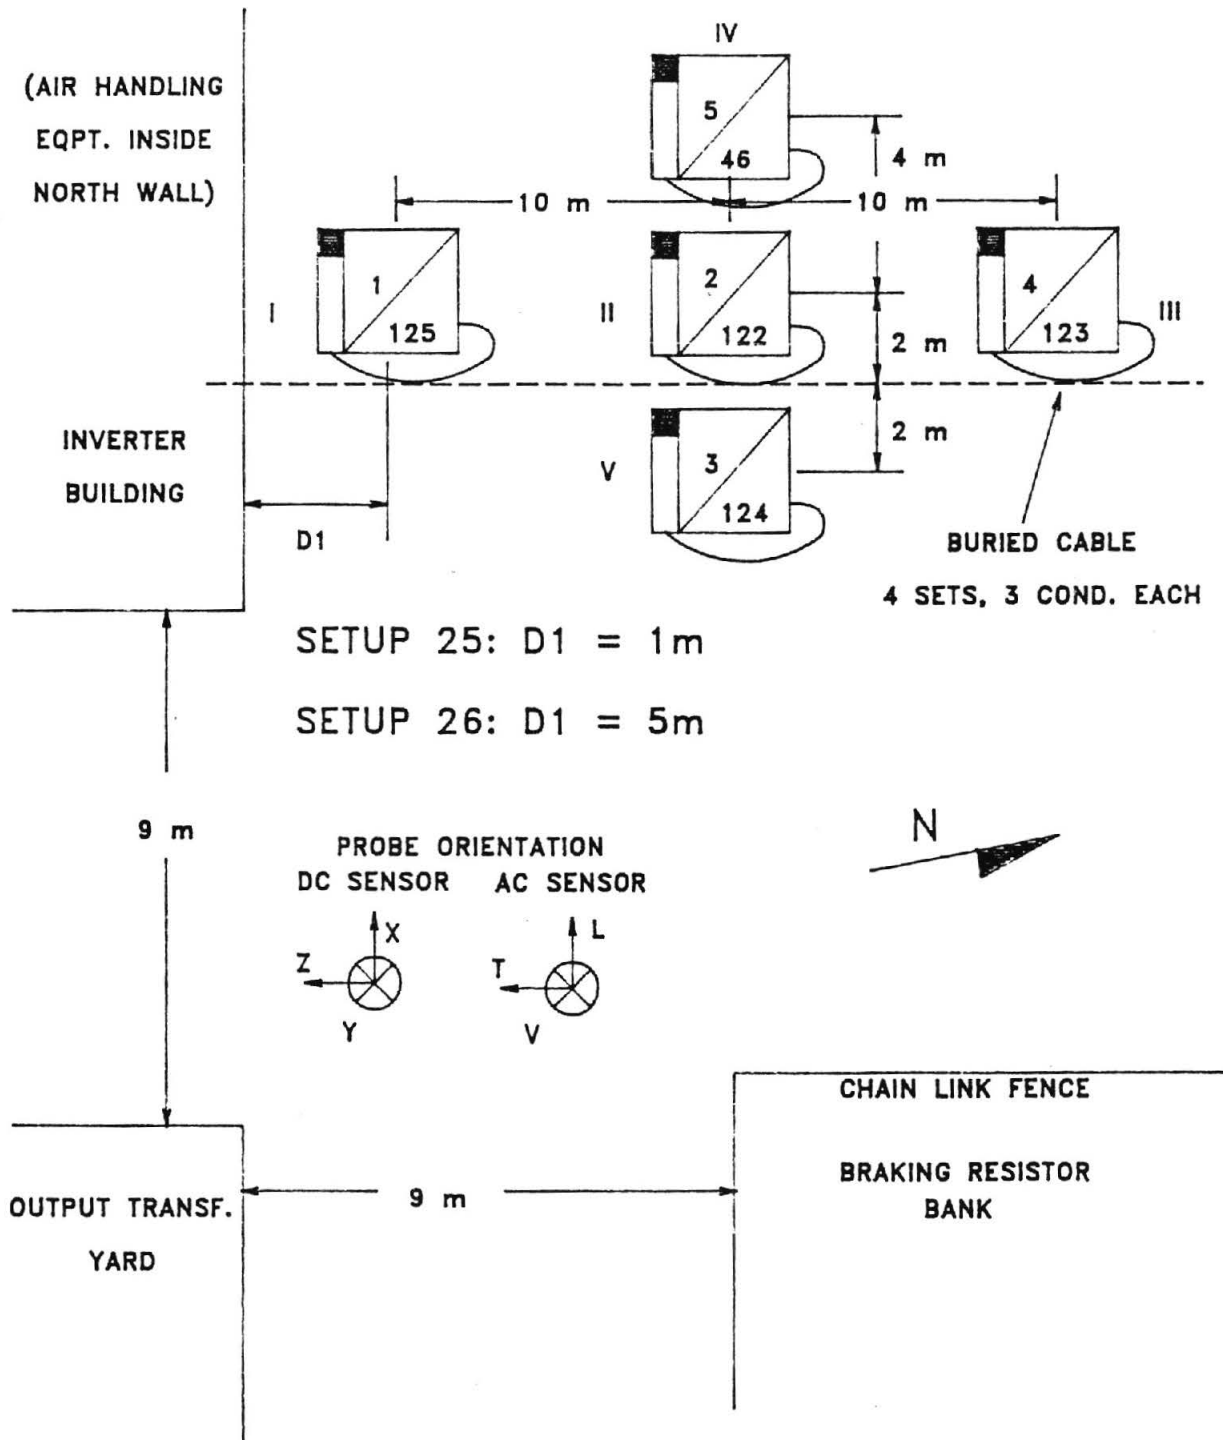 IV
(AIR HANDLING
EQPT. INSIDE
NORTH WALL)
5
46
4 m
10 m
10 m
1
125
2
122
4
123
I
II
III
2 m
2 m
INVERTER
BUILDING
V
3
124
D1
BURIED CABLE
4 SETS, 3 COND. EACH
SETUP 25: D1 = 1m
SETUP 26: D1 = 5m
9 m
N
PROBE ORIENTATION
DC SENSOR AC SENSOR
X
L
Z
T
Y
V
CHAIN LINK FENCE
BRAKING RESISTOR
BANK
9 m
OUTPUT TRANSF.
YARD